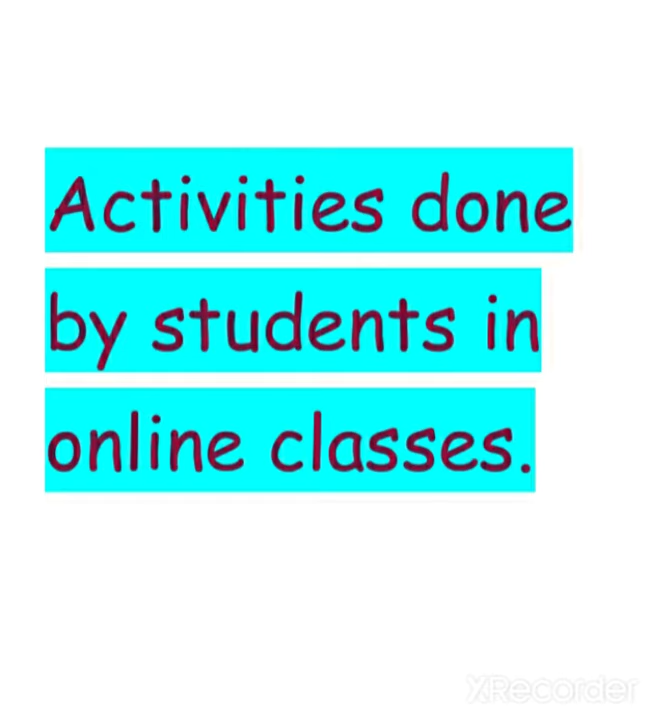 Activities done
by students in
online classes.
XRecorder